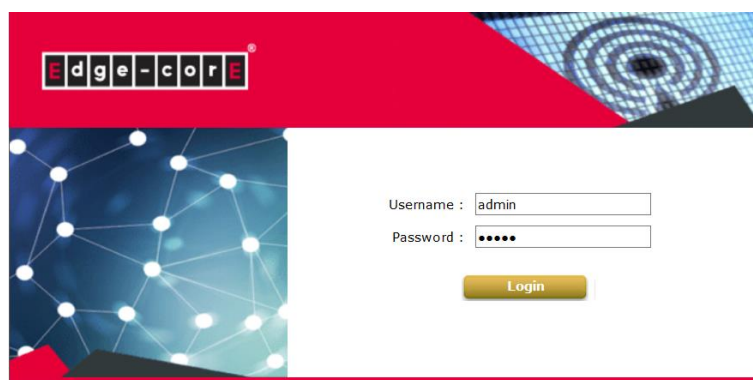 Edge-corE®
Username : admin
Password : •••••
Login